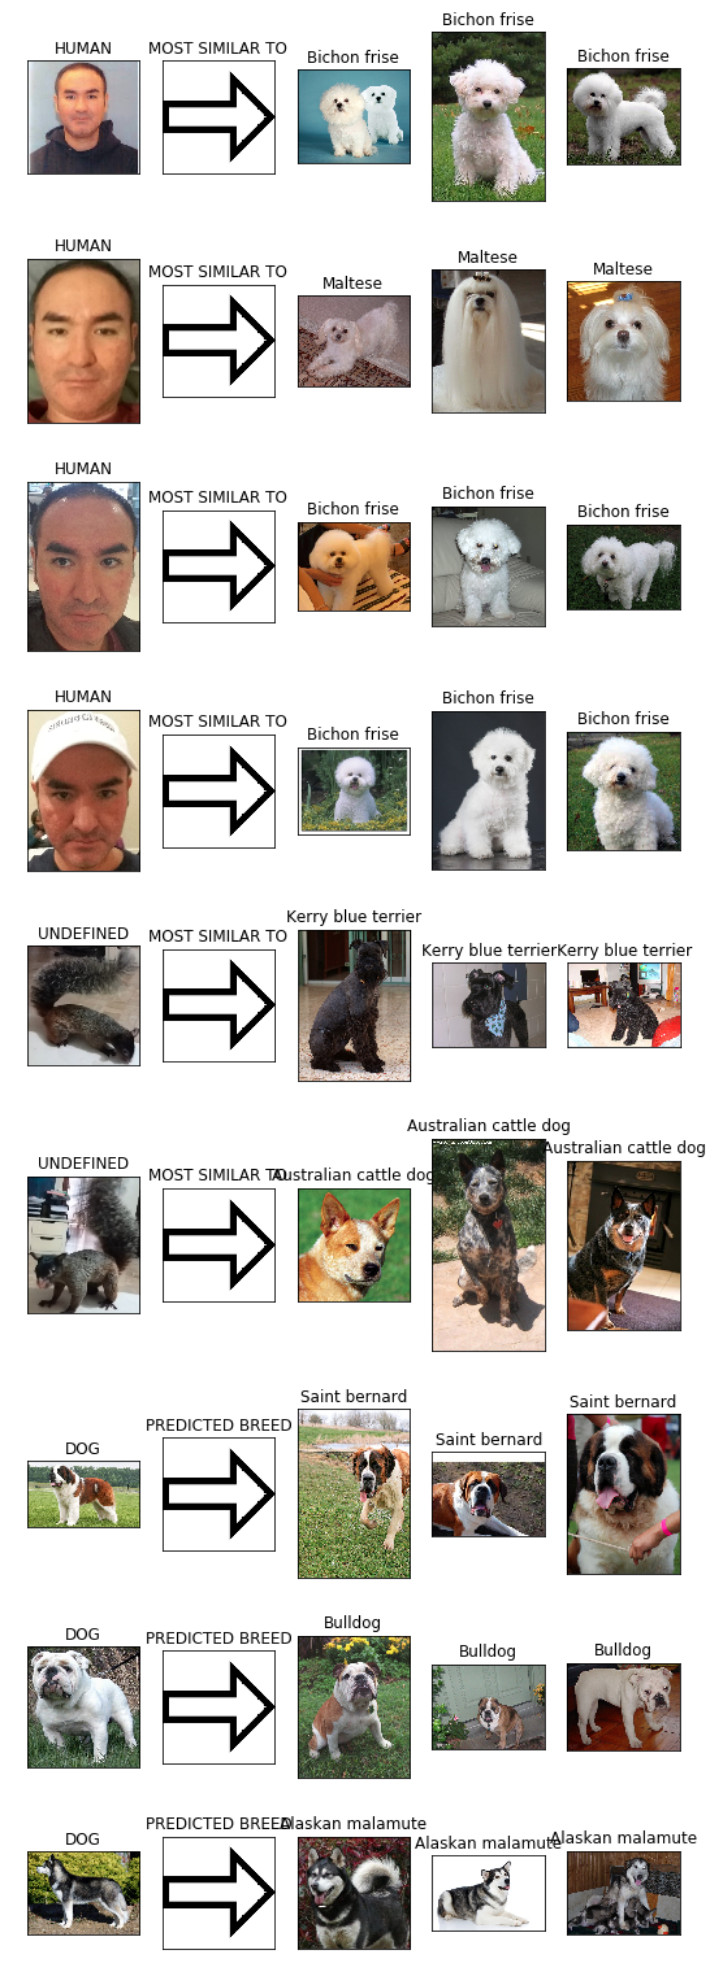 HUMAN
MOST SIMILAR TO
Bichon frise
Bichon frise
Bichon frise
HUMAN
MOST SIMILAR TO
Maltese
Maltese
Maltese
HUMAN
MOST SIMILAR TO
Bichon frise
Bichon frise
Bichon frise
HUMAN
MOST SIMILAR TO
Bichon frise
Bichon frise
Bichon frise
UNDEFINED
MOST SIMILAR TO
Kerry blue terrier
Kerry blue terrier
Kerry blue terrier
UNDEFINED
MOST SIMILAR TO
Australian cattle dog
Australian cattle dog
Australian cattle dog
DOG
PREDICTED BREED
Saint bernard
Saint bernard
Saint bernard
DOG
PREDICTED BREED
Bulldog
Bulldog
Bulldog
DOG
PREDICTED BREED
Alaskan malamute
Alaskan malamute
Alaskan malamute